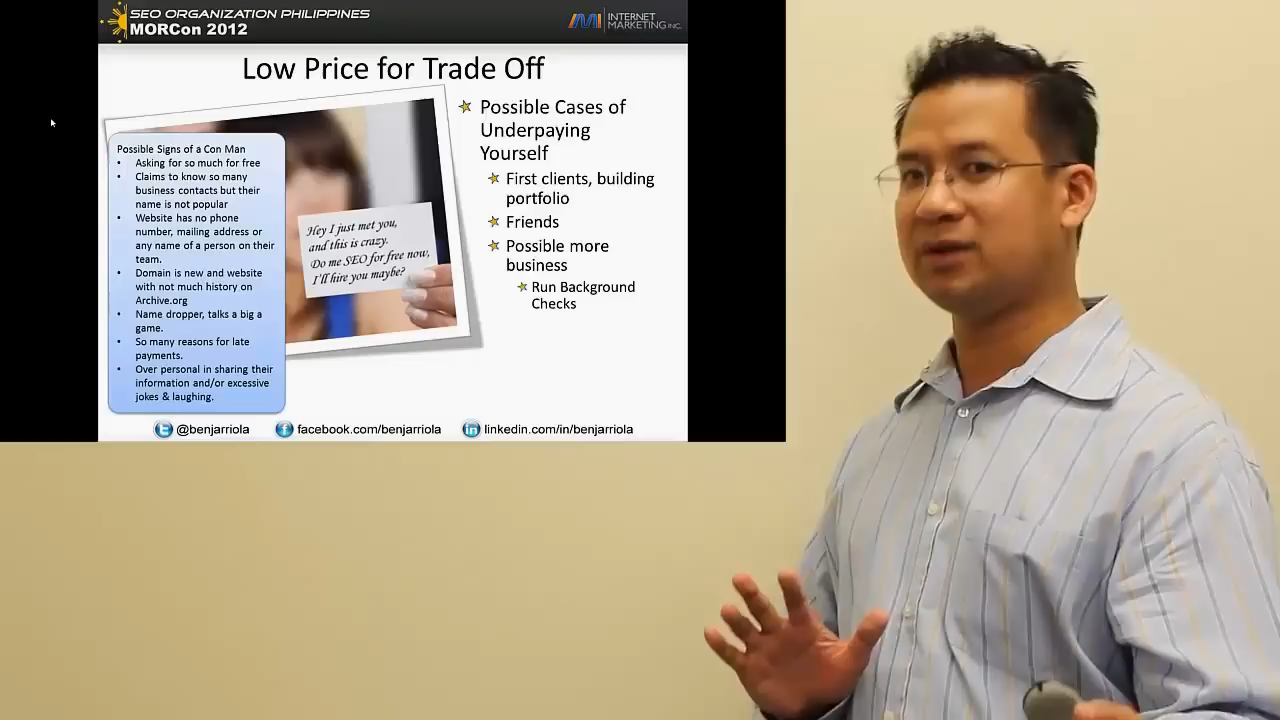 SEO ORGANIZATION PHILIPPINES
MORCon 2012
INTERNET
MARKETING INC.
Low Price for Trade Off
Possible Signs of a Con Man
• Asking for so much for free
• Claims to know so many
business contacts but their
name is not popular
• Website has no phone
number, mailing address or
any name of a person on their
team.
• Domain is new and website
with not much history on
Archive.org
• Name dropper, talks a big a
game.
• So many reasons for late
payments.
• Over personal in sharing their
information and/or excessive
jokes & laughing.
Hey I just met you,
and this is crazy.
Do me SEO for free now,
I'll hire you maybe?
Possible Cases of
Underpaying
Yourself
First clients, building
portfolio
Friends
Possible more
business
Run Background
Checks
@benjarriola
facebook.com/benjarriola
linkedin.com/in/benjarriola